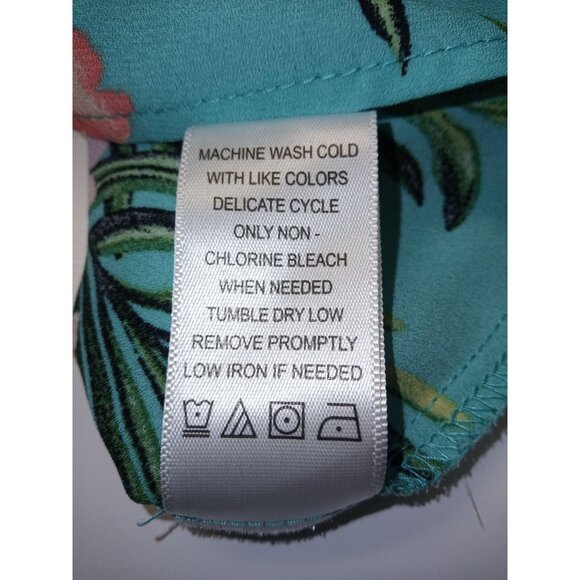 MACHINE WASH COLD
WITH LIKE COLORS
DELICATE CYCLE
ONLY NON -
CHLORINE BLEACH
WHEN NEEDED
TUMBLE DRY LOW
REMOVE PROMPTLY
LOW IRON IF NEEDED